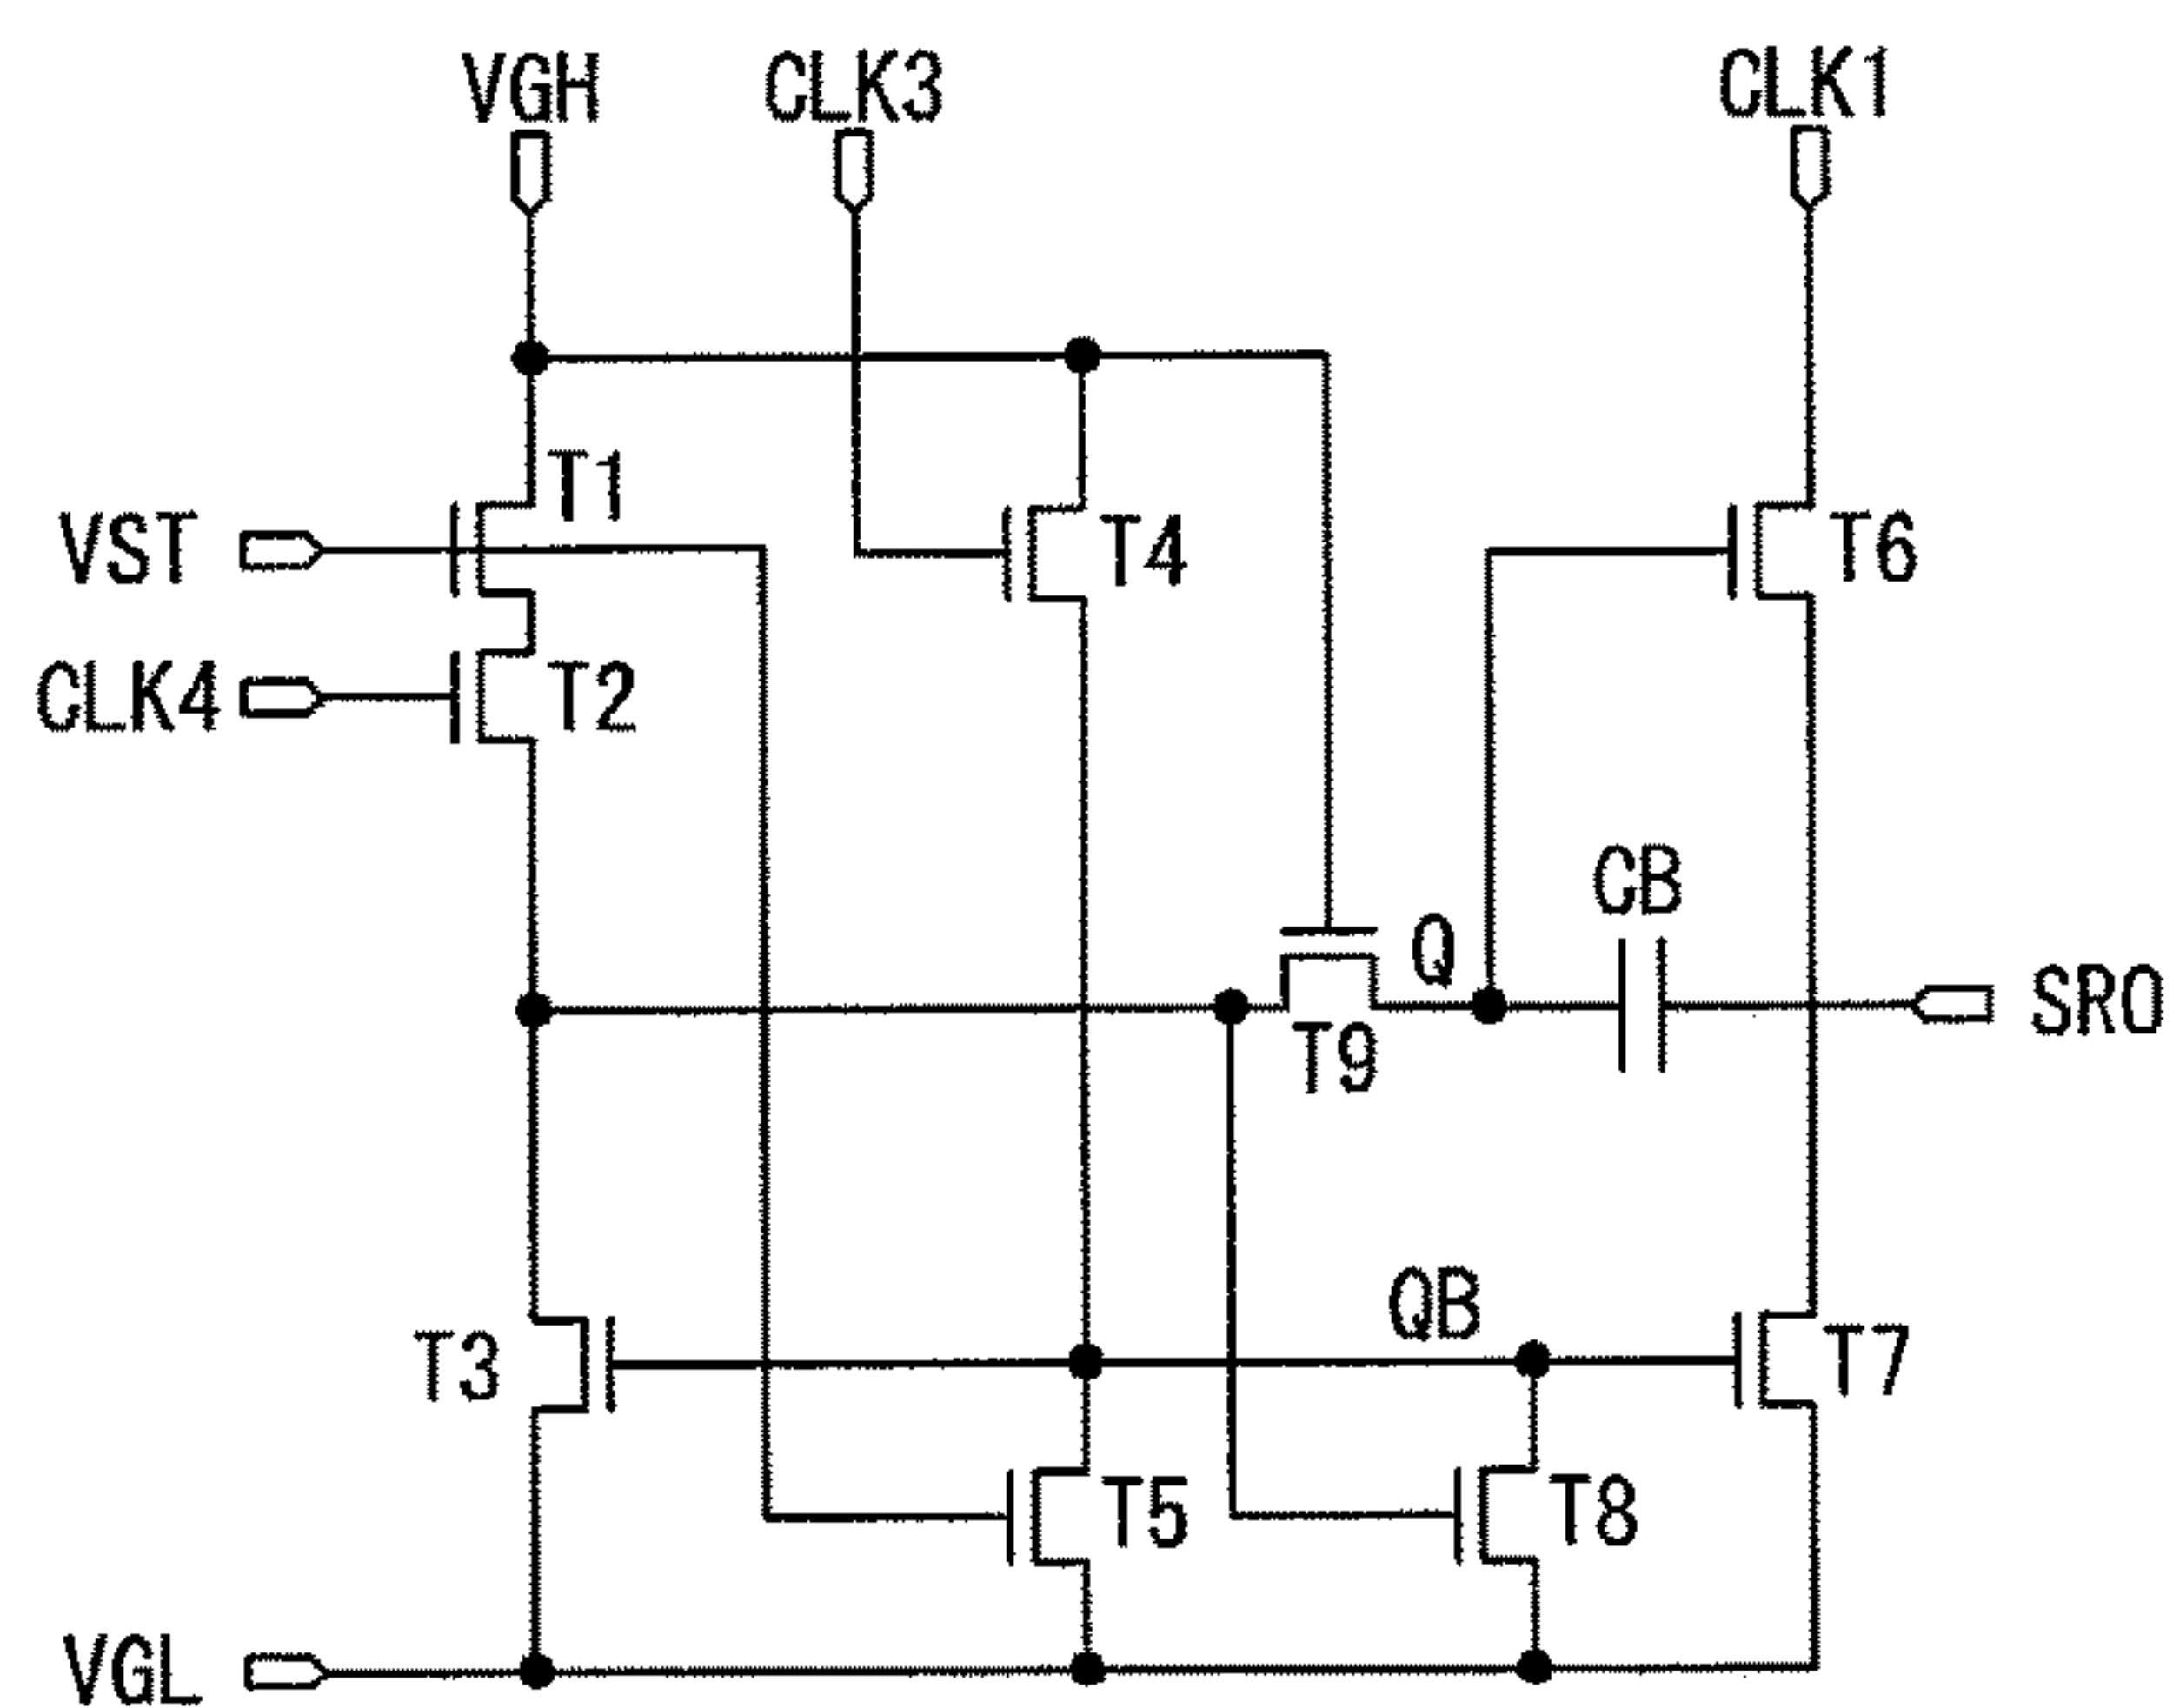 VGH CLK3 CLK1
T1
VST T4 T6
CLK4 T2
CB
Q
SRO
T9
QB
T3 T7
T5 T8
VGL